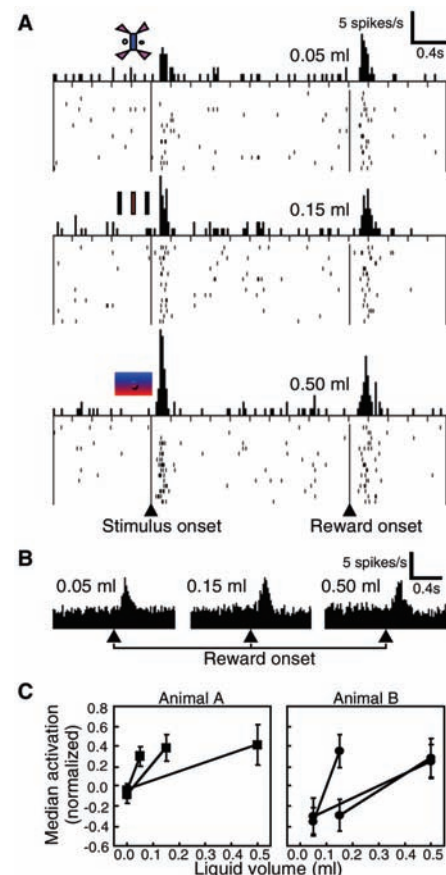 A
5 spikes/s
0.05 ml
0.4s
0.15 ml
0.50 ml
Stimulus onset
Reward onset
B
5 spikes/s
0.05 ml
0.15 ml
0.50 ml
0.4s
Reward onset
C
Animal A
Animal B
Median activation
(normalized)
0.8
0.6
0.4
0.2
0.0
-0.2
-0.4
-0.6
0.0 0.1 0.2 0.3 0.4 0.5
0.0 0.1 0.2 0.3 0.4 0.5
Liquid volume (ml)